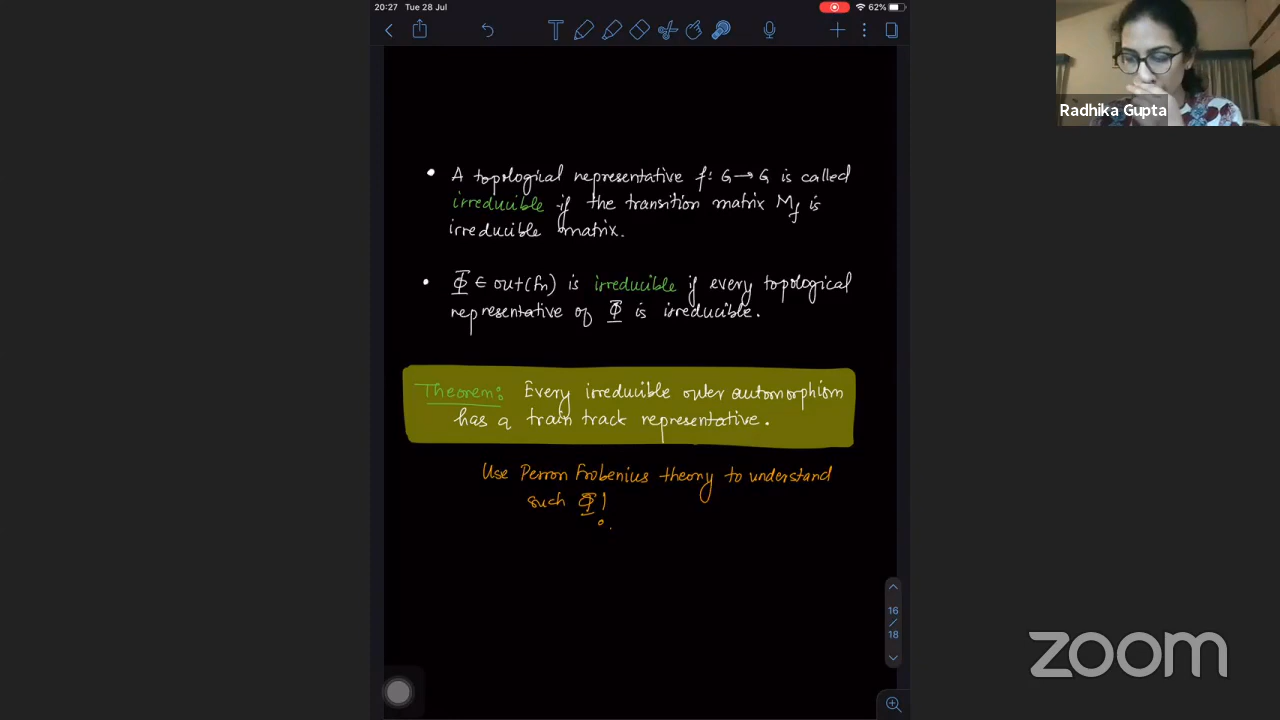 20:27 Tue 28 Jul
62%
Radhika Gupta
• A topological representative f: G → G is called
irreducible if the transition matrix M_f is
irreducible matrix.
• Φ ∈ out(Fn) is irreducible if every topological
representative of Φ is irreducible.
Theorem: Every irreducible outer automorphism
has a train track representative.
Use Perron Frobenius theory to understand
such Φ!
16
/
18
zoom